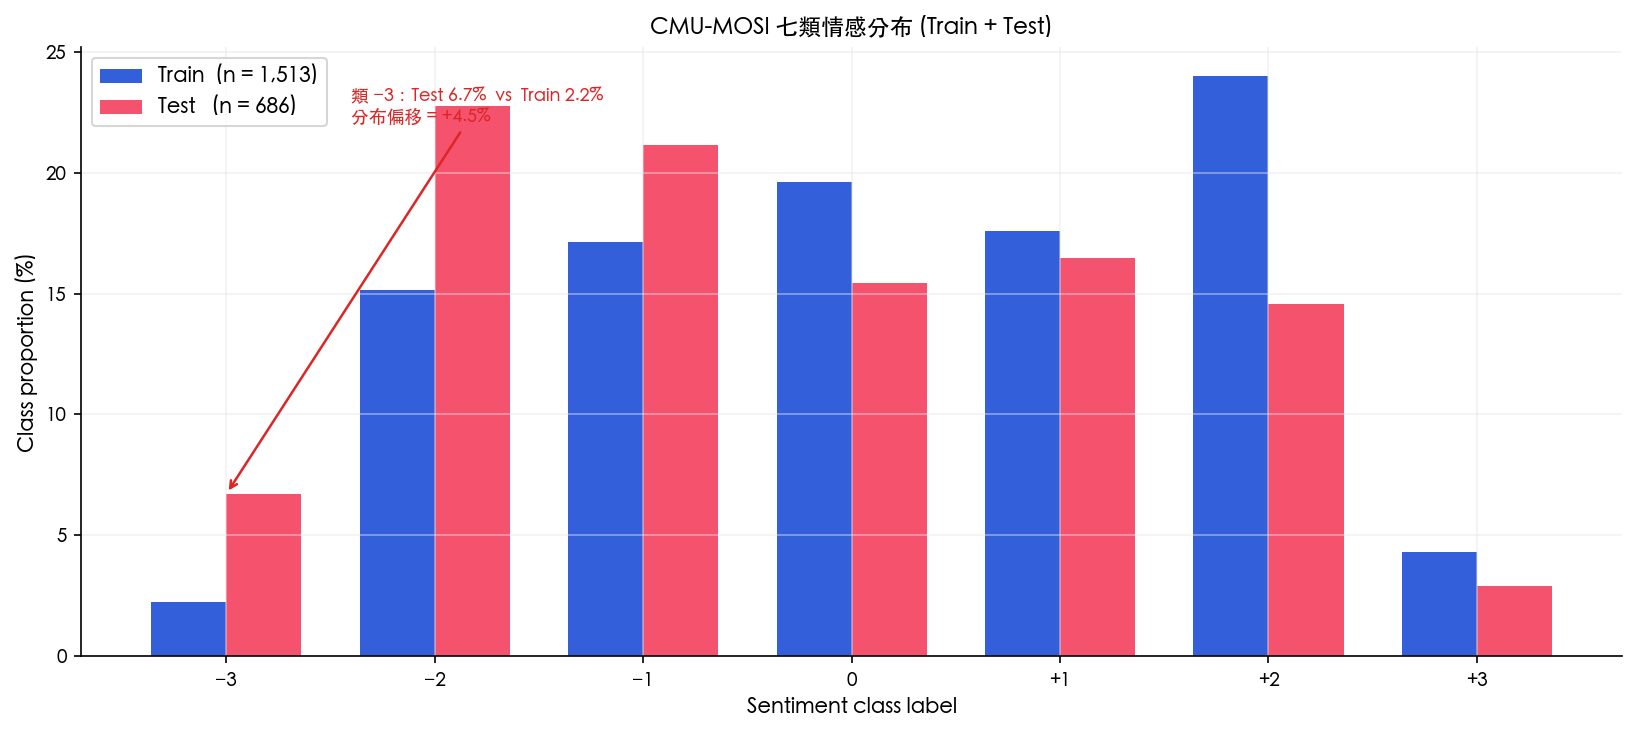 CMU-MOSI 七類情感分布 (Train + Test)
Train (n = 1,513)
Test (n = 686)
類 −3：Test 6.7% vs Train 2.2%
分布偏移 = +4.5%
Class proportion (%)
25
20
15
10
5
0
−3
−2
−1
0
+1
+2
+3
Sentiment class label